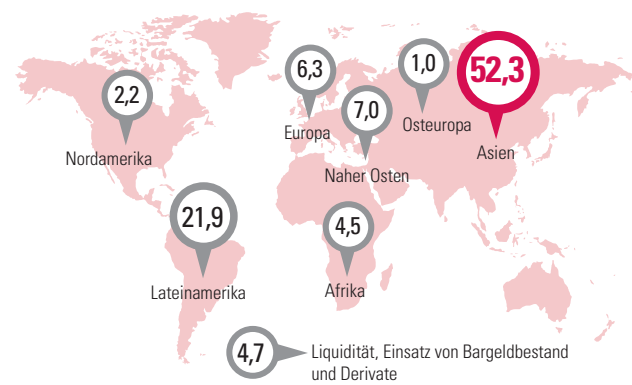 2,2
Nordamerika
6,3
Europa
1,0
Osteuropa
52,3
Asien
7,0
Naher Osten
21,9
Lateinamerika
4,5
Afrika
4,7
Liquidität, Einsatz von Bargeldbestand
und Derivate